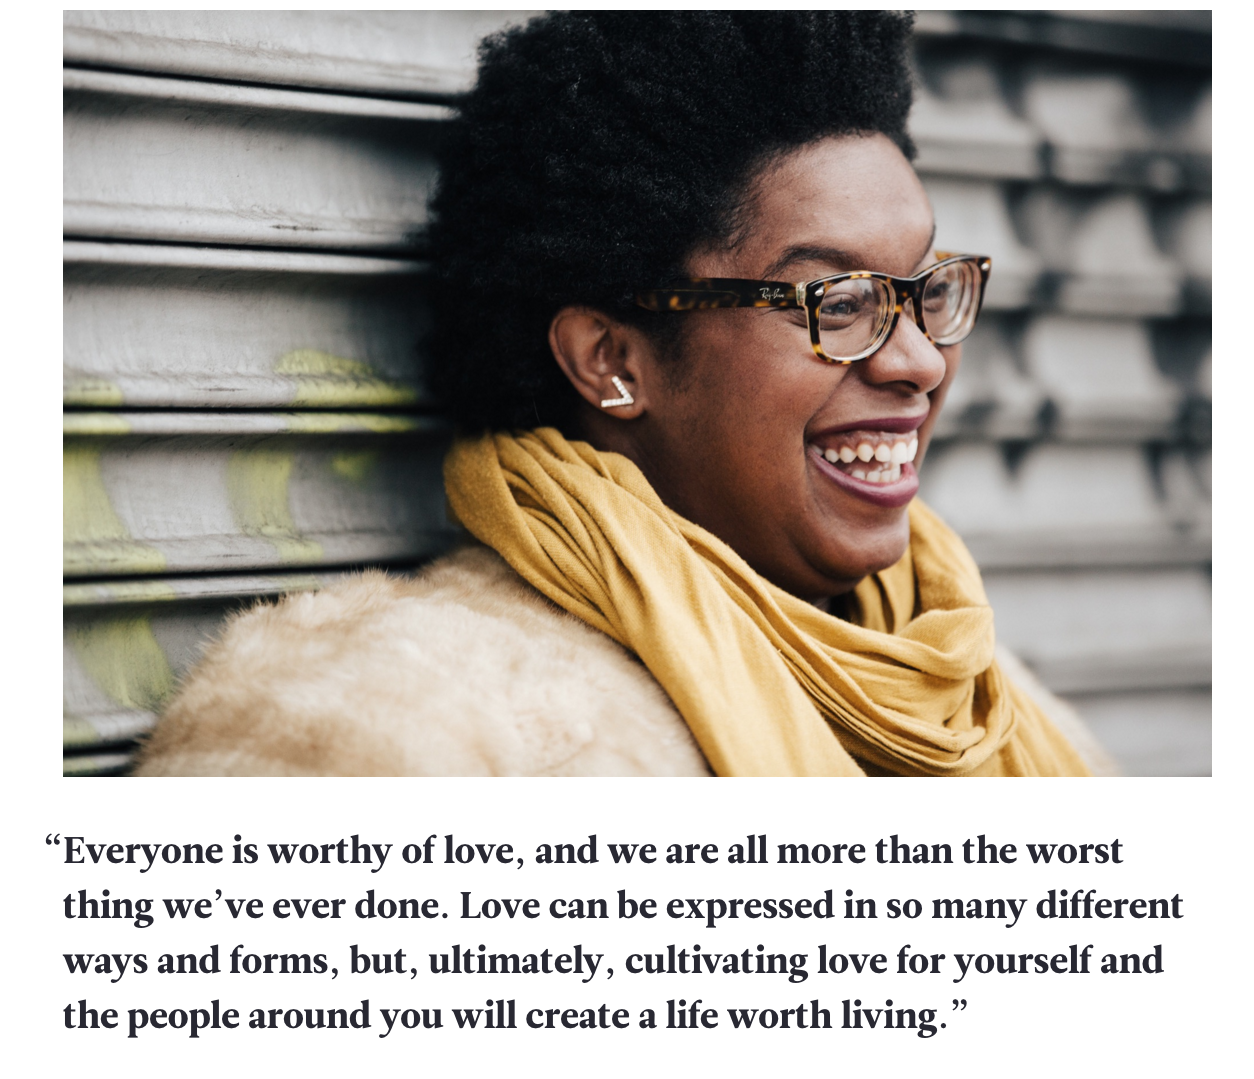 Ray-Ban
“Everyone is worthy of love, and we are all more than the worst
thing we’ve ever done. Love can be expressed in so many different
ways and forms, but, ultimately, cultivating love for yourself and
the people around you will create a life worth living.”